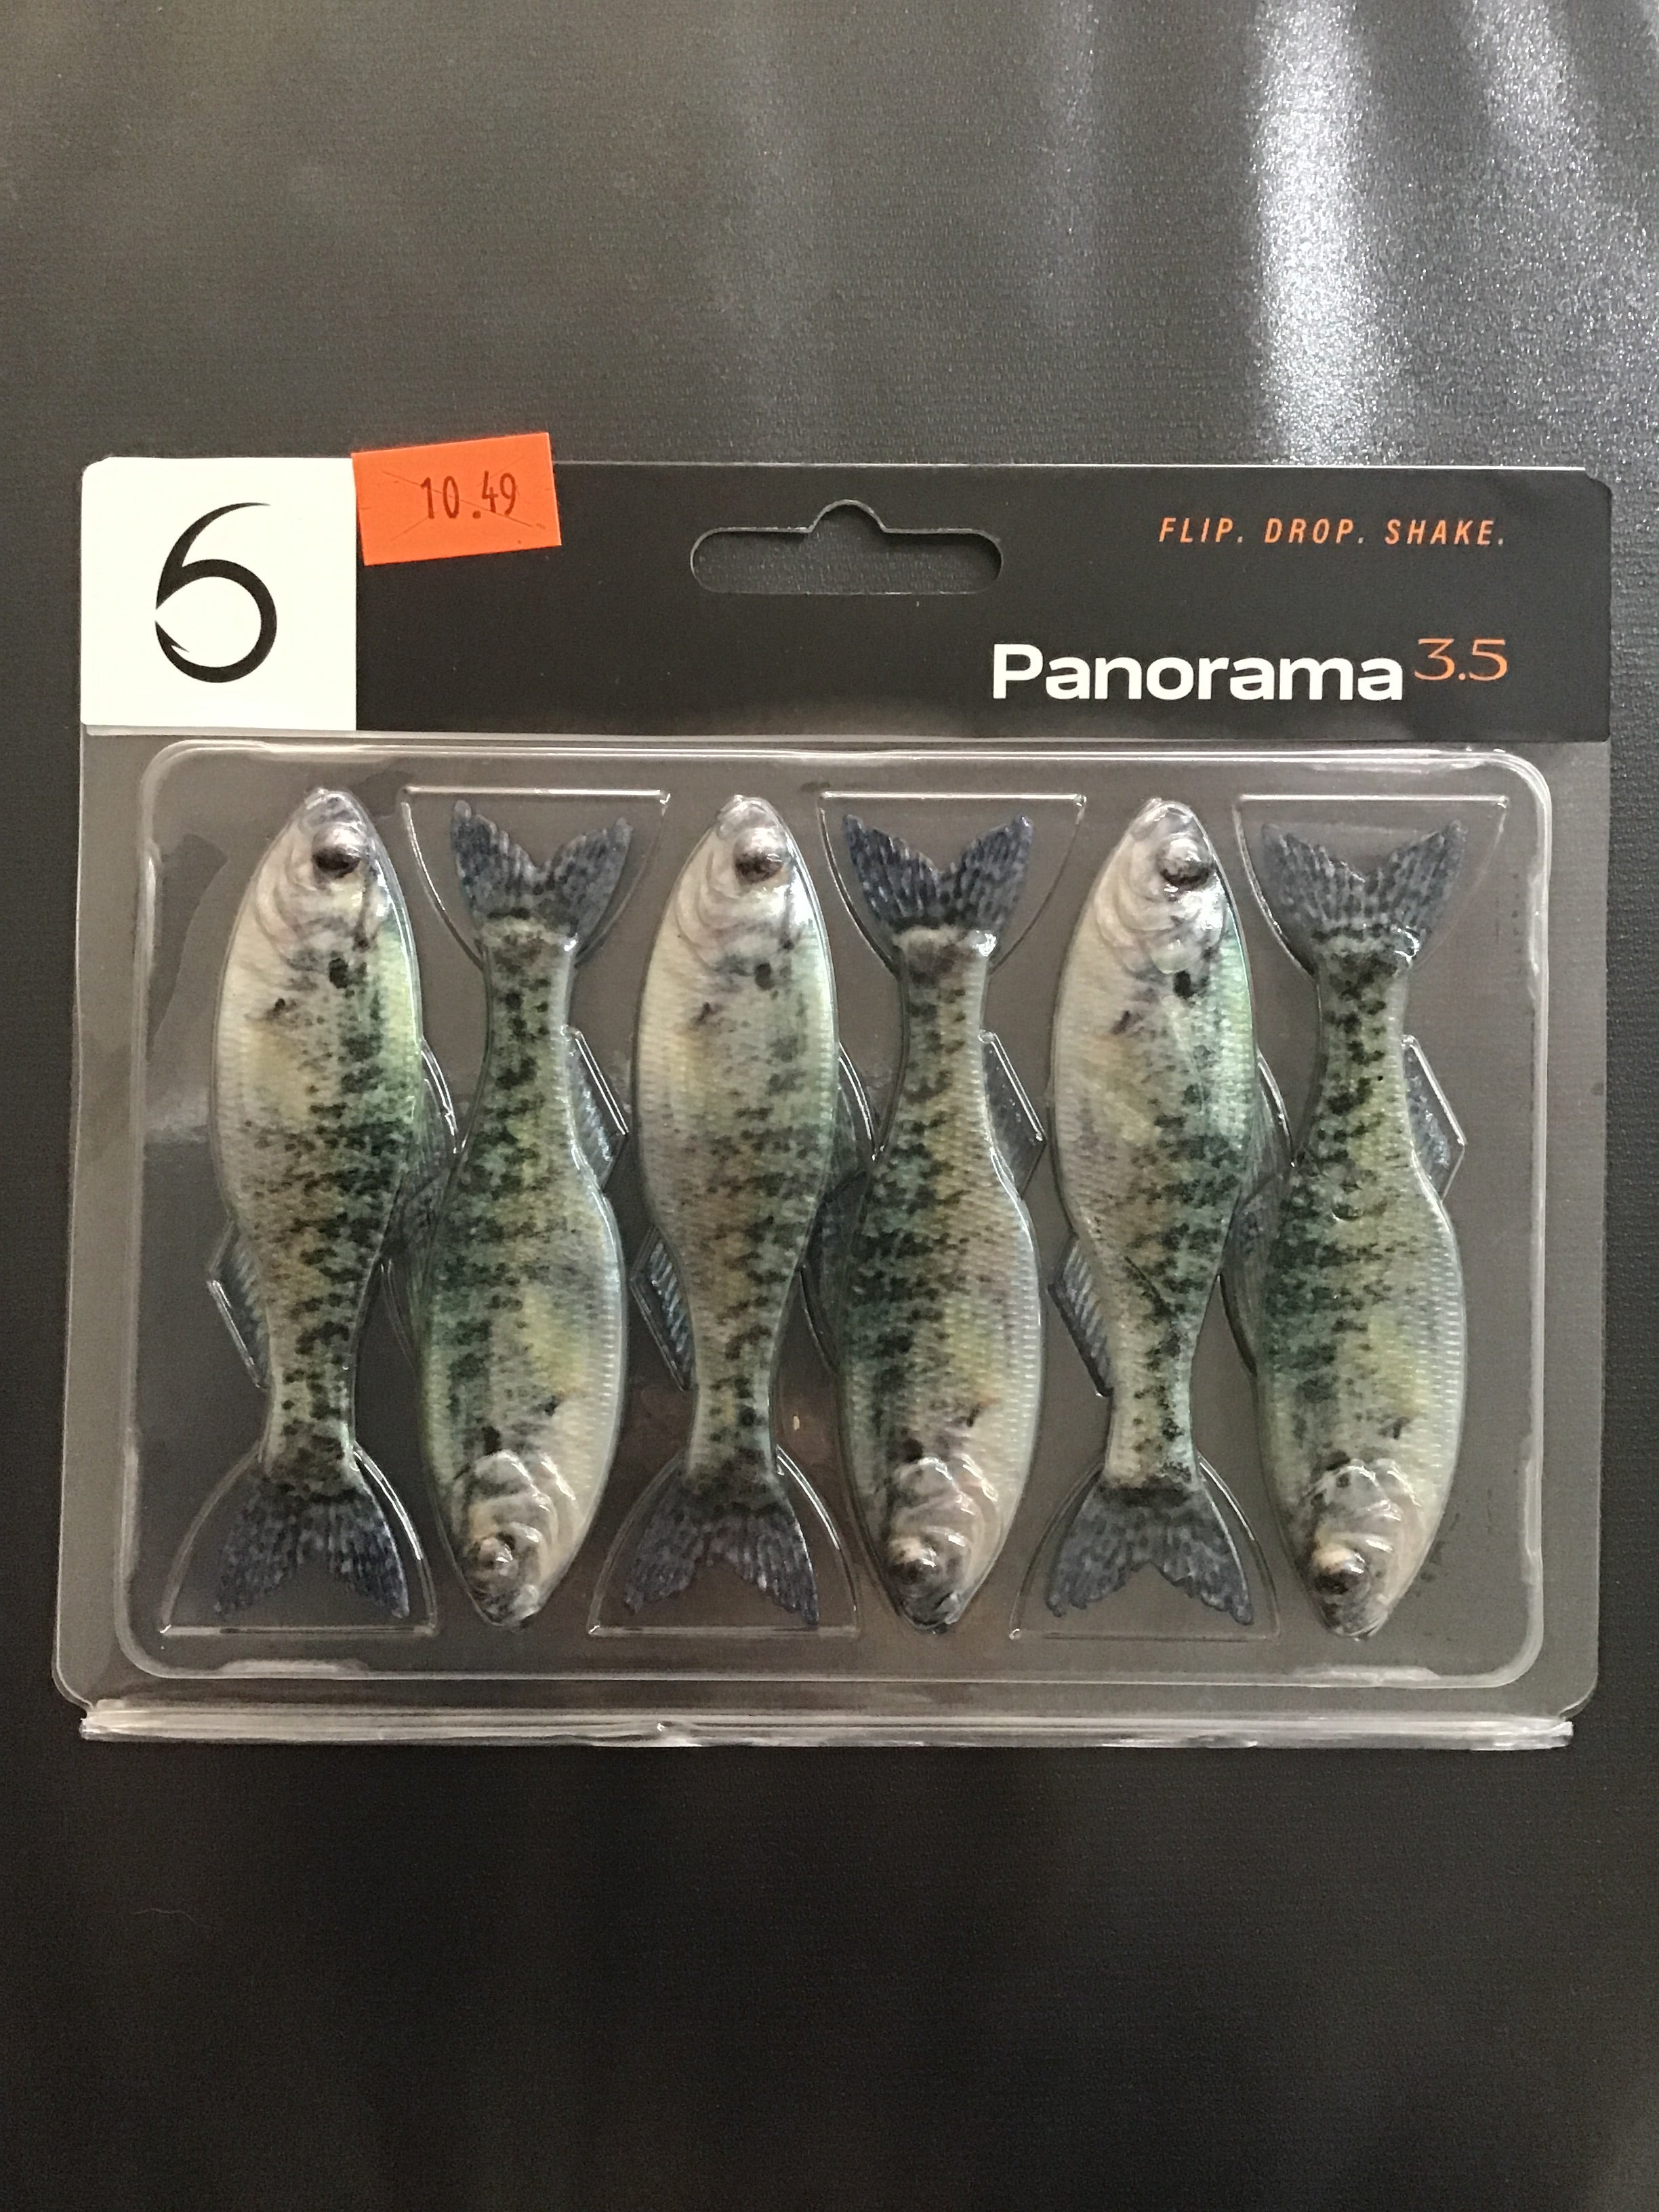 6
10.49
FLIP. DROP. SHAKE.
Panorama 3.5